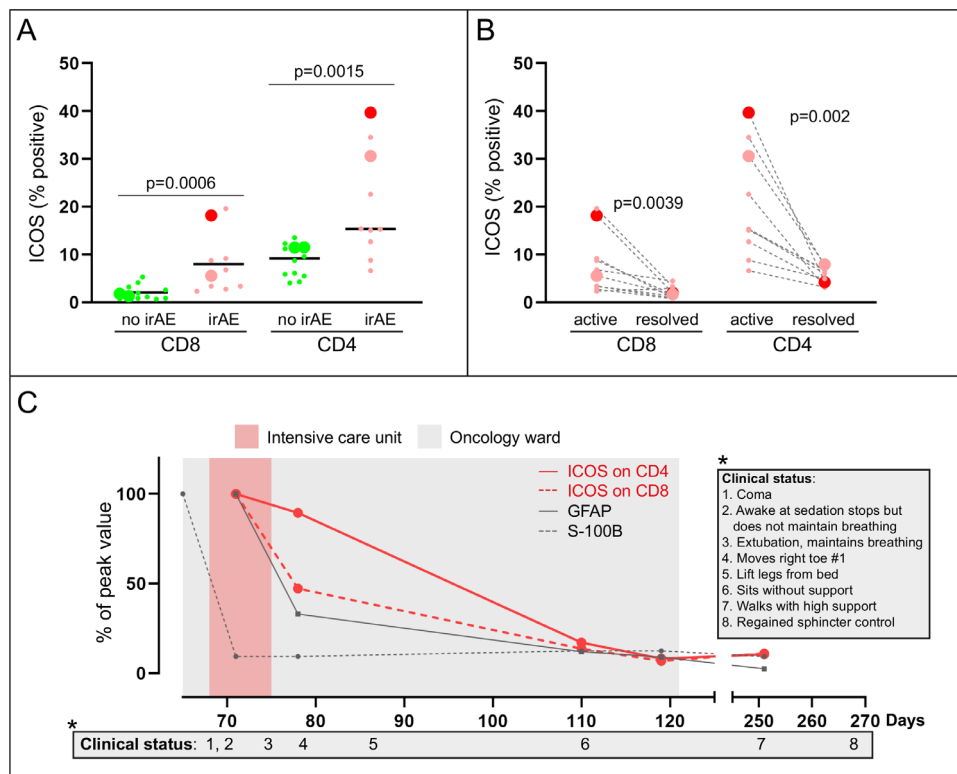 A
50
40
30
20
10
0
ICOS (% positive)
p=0.0015
p=0.0006
no irAE irAE no irAE irAE
CD8 CD4
B
50
40
30
20
10
0
ICOS (% positive)
p=0.002
p=0.0039
active resolved active resolved
CD8 CD4
C
Intensive care unit Oncology ward
ICOS on CD4
ICOS on CD8
GFAP
S-100B
100
50
0
% of peak value
70 80 90 100 110 120 250 260 270 Days
*
Clinical status:
1. Coma
2. Awake at sedation stops but
does not maintain breathing
3. Extubation, maintains breathing
4. Moves right toe #1
5. Lift legs from bed
6. Sits without support
7. Walks with high support
8. Regained sphincter control
*
Clinical status: 1, 2 3 4 5 6 7 8